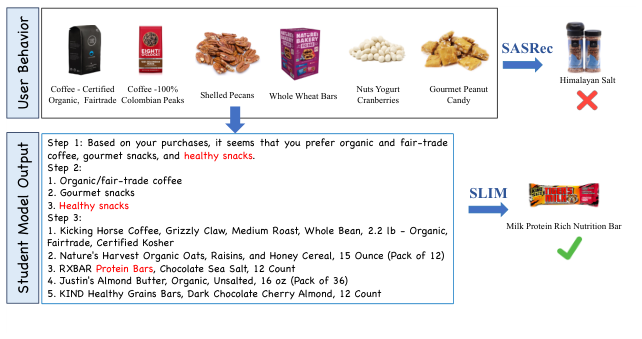 User Behavior
Coffee - Certified
Organic, Fairtrade
Coffee -100%
Colombian Peaks
Shelled Pecans
Whole Wheat Bars
Nuts Yogurt
Cranberries
Gourmet Peanut
Candy
SASRec
Himalayan Salt
Student Model Output
Step 1: Based on your purchases, it seems that you prefer organic and fair-trade
coffee, gourmet snacks, and healthy snacks.
Step 2:
1. Organic/fair-trade coffee
2. Gourmet snacks
3. Healthy snacks
Step 3:
1. Kicking Horse Coffee, Grizzly Claw, Medium Roast, Whole Bean, 2.2 lb - Organic,
Fairtrade, Certified Kosher
2. Nature's Harvest Organic Oats, Raisins, and Honey Cereal, 15 Ounce (Pack of 12)
3. RXBAR Protein Bars, Chocolate Sea Salt, 12 Count
4. Justin's Almond Butter, Organic, Unsalted, 16 oz (Pack of 36)
5. KIND Healthy Grains Bars, Dark Chocolate Cherry Almond, 12 Count
SLIM
Milk Protein Rich Nutrition Bar